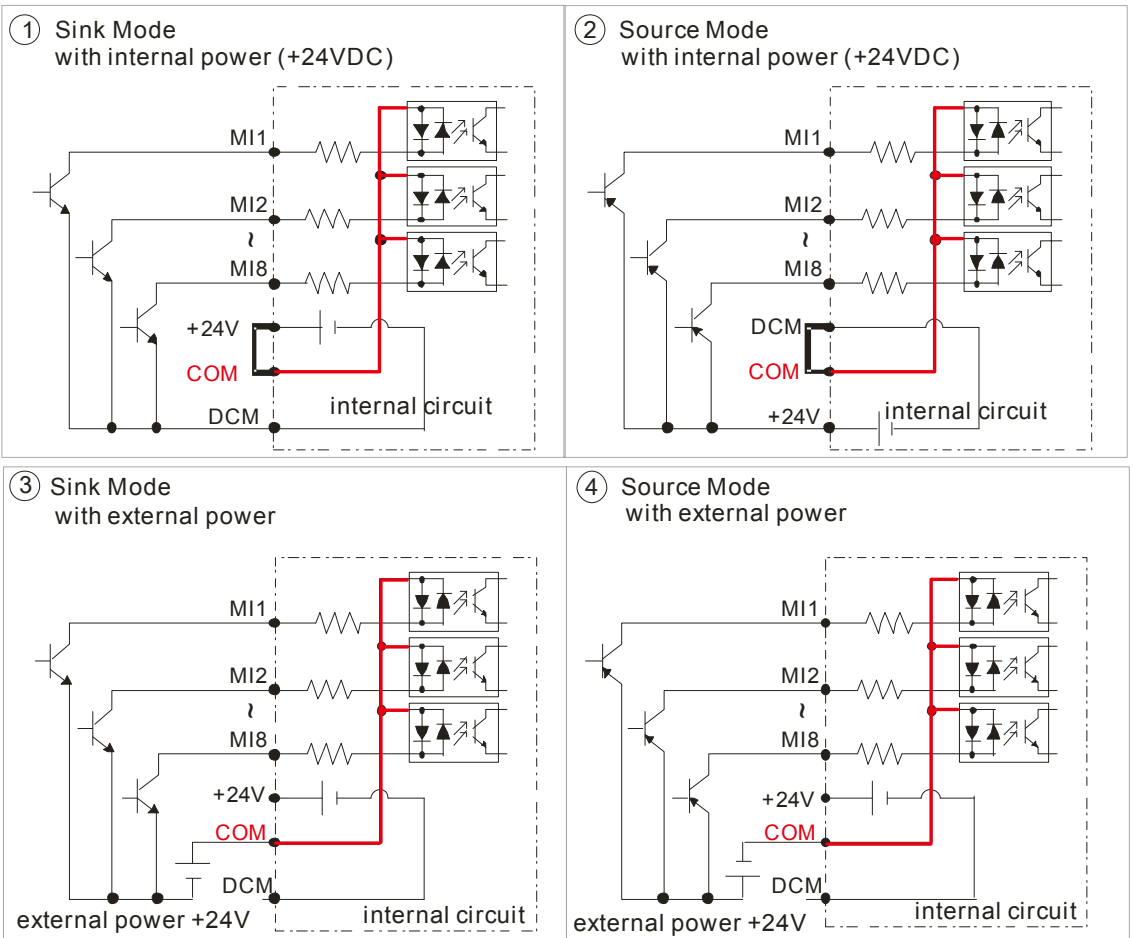 1 Sink Mode
with internal power (+24VDC)
MI1
MI2
~
MI8
+24V
COM
DCM
internal circuit
2 Source Mode
with internal power (+24VDC)
MI1
MI2
~
MI8
DCM
COM
+24V
internal circuit
3 Sink Mode
with external power
MI1
MI2
~
MI8
+24V
COM
DCM
external power +24V
internal circuit
4 Source Mode
with external power
MI1
MI2
~
MI8
+24V
COM
DCM
external power +24V
internal circuit